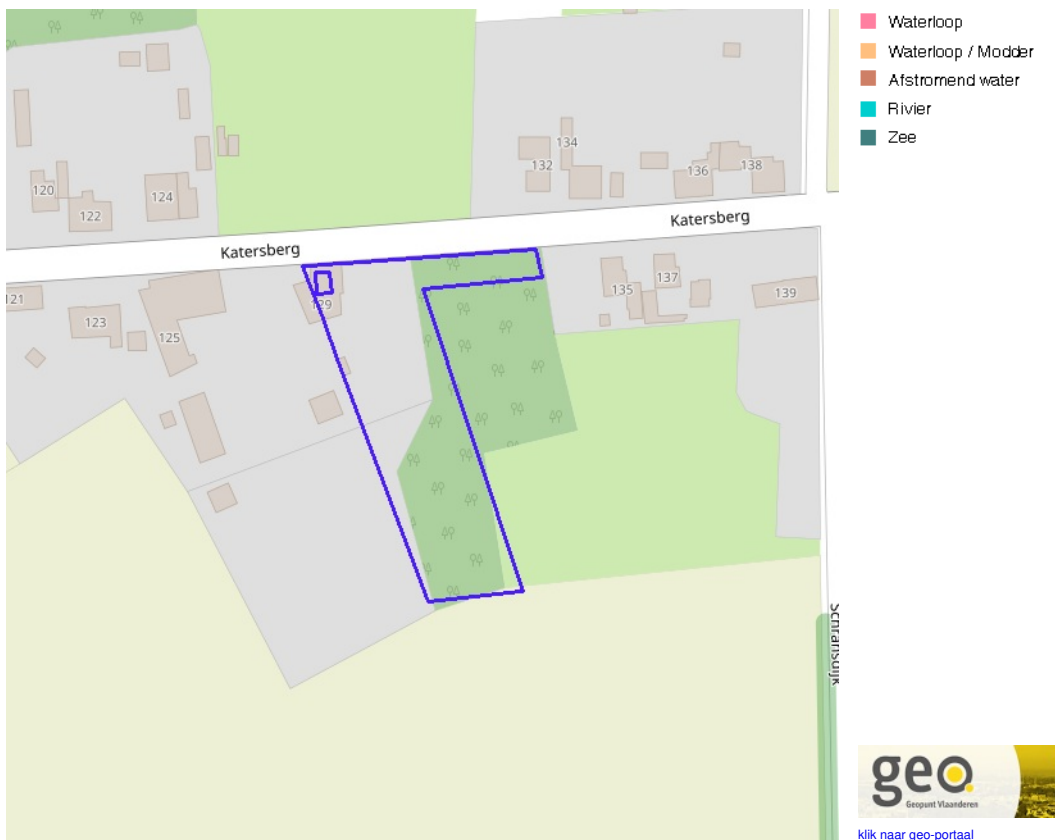 Waterloop
Waterloop / Modder
Afstromend water
Rivier
Zee
134
132
136
138
120
124
122
Katersberg
Katersberg
121
123
125
129
135
137
139
Schransdijk
geo.
Geopunt Vlaanderen
klik naar geo-portaal